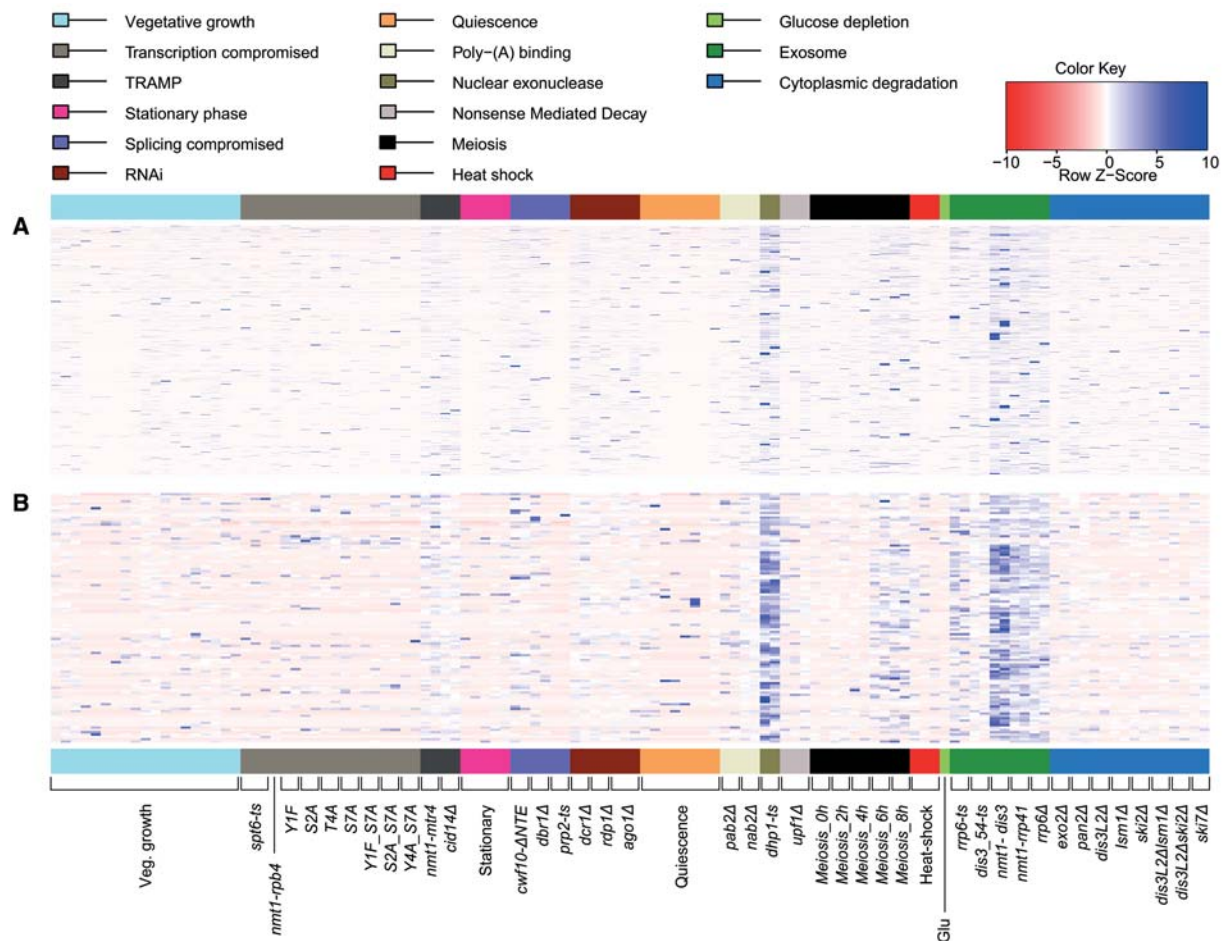 Vegetative growth
Transcription compromised
TRAMP
Stationary phase
Splicing compromised
RNAi
Quiescence
Poly−(A) binding
Nuclear exonuclease
Nonsense Mediated Decay
Meiosis
Heat shock
Glucose depletion
Exosome
Cytoplasmic degradation
Color Key
−10 −5 0 5 10
Row Z−Score
A
B
Veg. growth
spt6-ts
nmt1-rpb4
Y1F
S2A
T4A
S7A
Y1F_S7A
S2A_S7A
Y4A_S7A
nmt1-mtr4
cid14Δ
Stationary
cwf10-ΔNTE
dbr1Δ
prp2-ts
dcr1Δ
rdp1Δ
ago1Δ
Quiescence
pab2Δ
nab2Δ
dhp1-ts
upf1Δ
Meiosis_0h
Meiosis_2h
Meiosis_4h
Meiosis_6h
Meiosis_8h
Heat-shock
Glu
rrp6-ts
dis3_54-ts
nmt1- dis3
nmt1-rrp41
rrp6Δ
exo2Δ
pan2Δ
dis3L2Δ
lsm1Δ
ski2Δ
dis3L2Δlsm1Δ
dis3L2Δski2Δ
ski7Δ